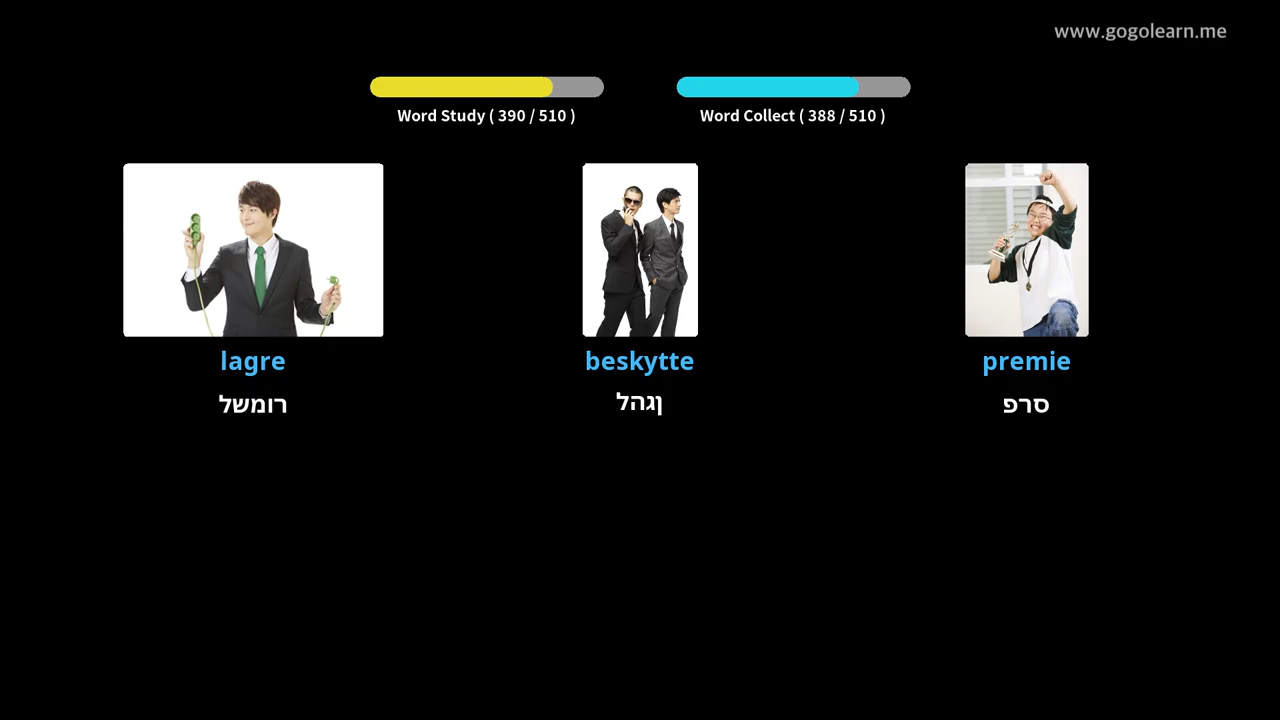 www.gogolearn.me
Word Study ( 390 / 510 )
Word Collect ( 388 / 510 )
lagre
רומשל
beskytte
ןגהל
premie
סרפ